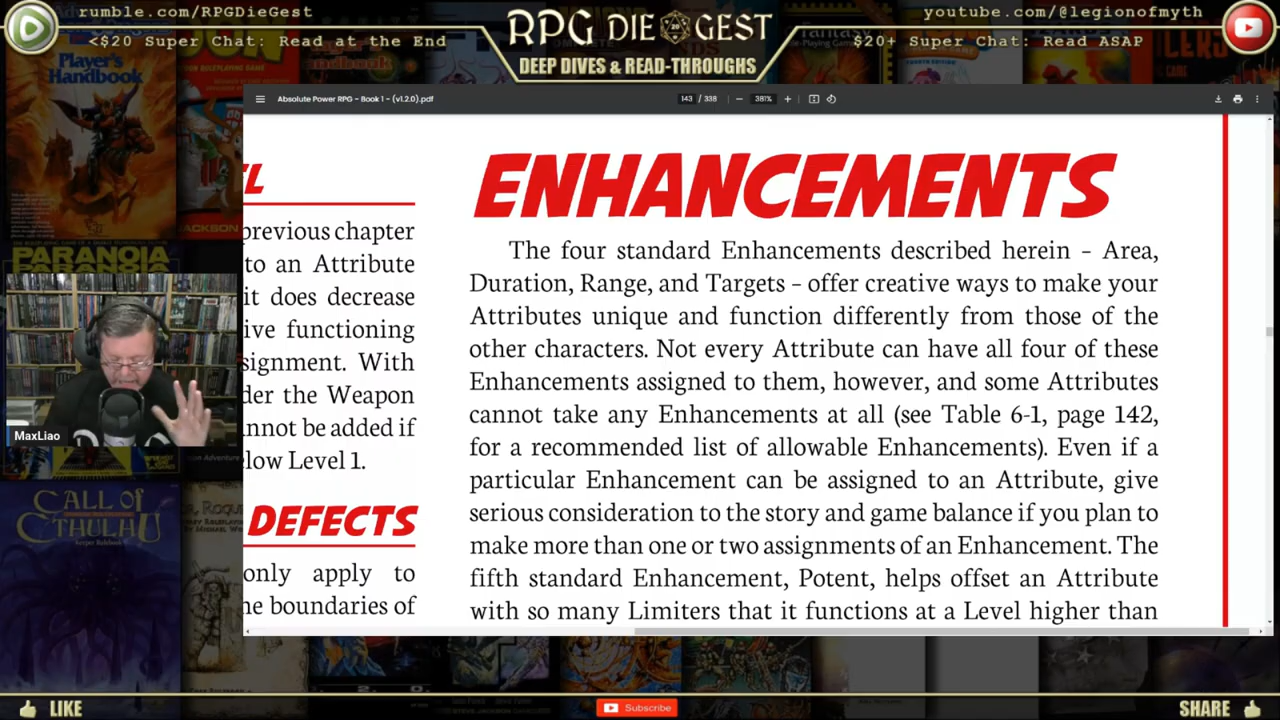 rumble.com/RPGDieGest
<$20 Super Chat: Read at the End
RPG DIE GEST
DEEP DIVES & READ-THROUGHS
youtube.com/@legionofmyth
$20+ Super Chat: Read ASAP
Player's
Handbook
JACKSON
PARANOIA
MaxLiao
CALL of
CTHULHU
Absolute Power RPG - Book 1 - (v1.2.0).pdf
143 / 338
381%
previous chapter
to an Attribute
it does decrease
ive functioning
signment. With
der the Weapon
nnot be added if
low Level 1.
DEFECTS
only apply to
he boundaries of
ENHANCEMENTS
The four standard Enhancements described herein – Area,
Duration, Range, and Targets – offer creative ways to make your
Attributes unique and function differently from those of the
other characters. Not every Attribute can have all four of these
Enhancements assigned to them, however, and some Attributes
cannot take any Enhancements at all (see Table 6-1, page 142,
for a recommended list of allowable Enhancements). Even if a
particular Enhancement can be assigned to an Attribute, give
serious consideration to the story and game balance if you plan to
make more than one or two assignments of an Enhancement. The
fifth standard Enhancement, Potent, helps offset an Attribute
with so many Limiters that it functions at a Level higher than
LIKE
Subscribe
SHARE